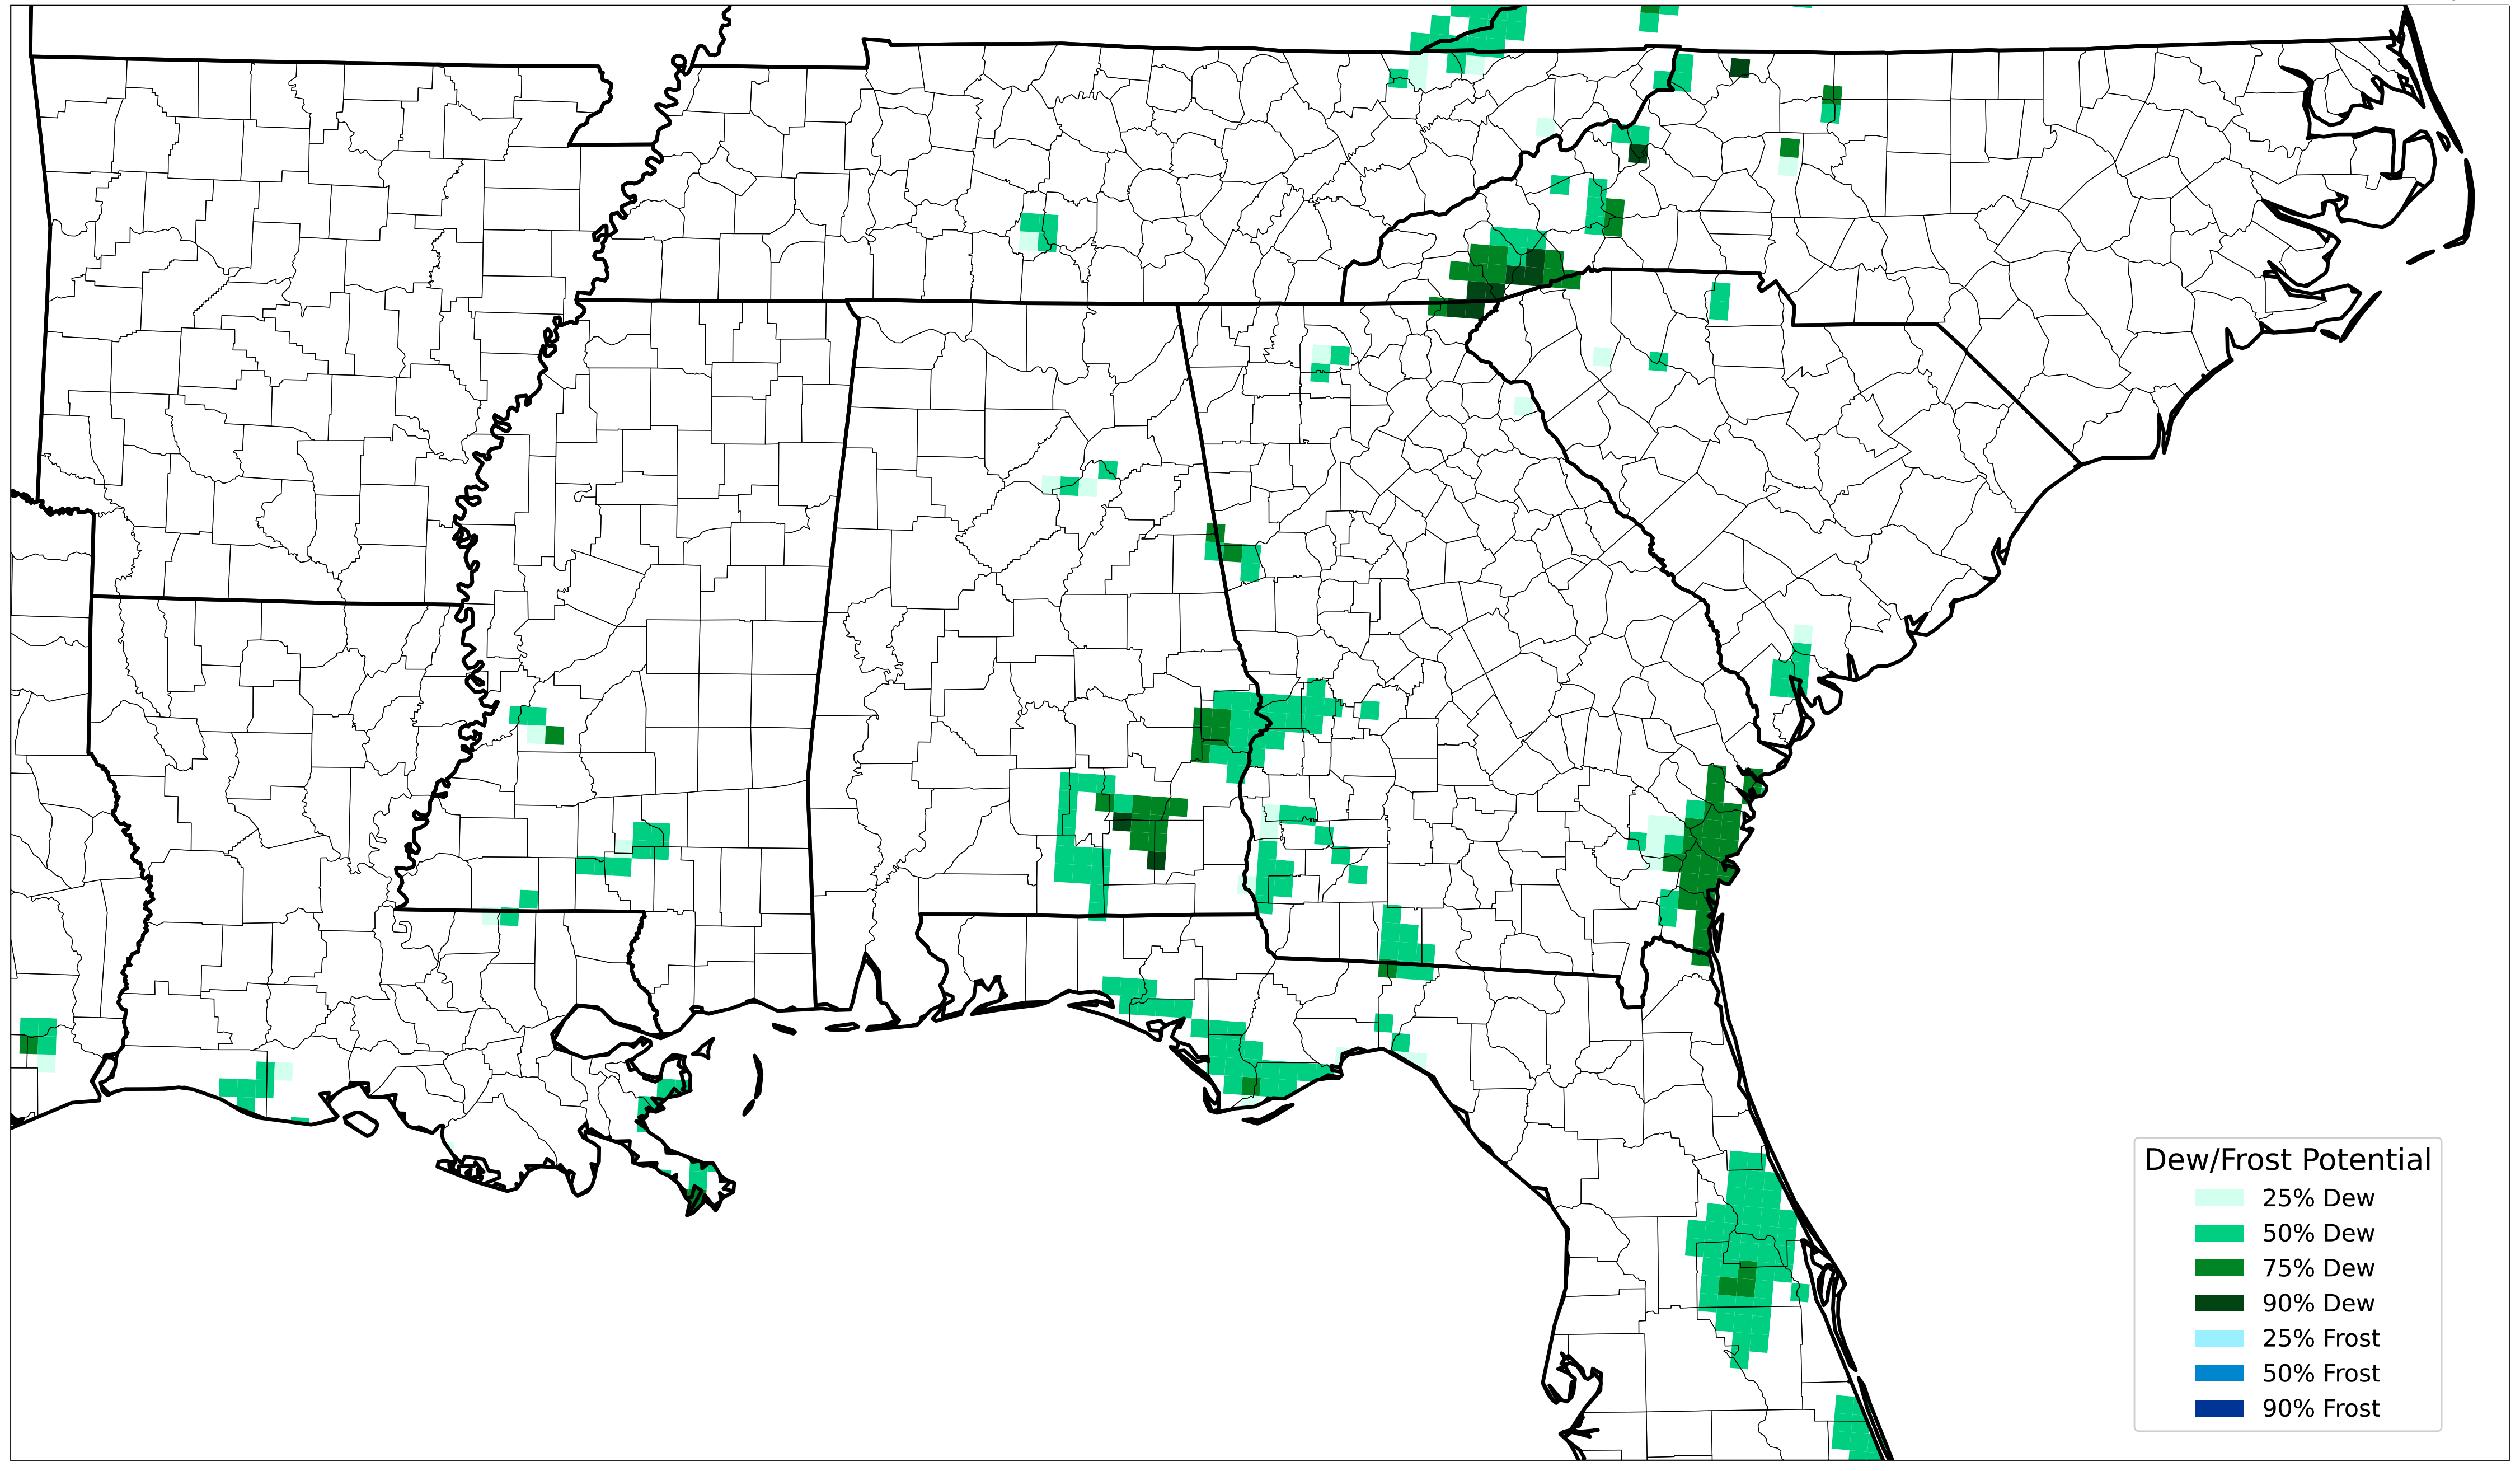 Dew/Frost Potential
25% Dew
50% Dew
75% Dew
90% Dew
25% Frost
50% Frost
90% Frost